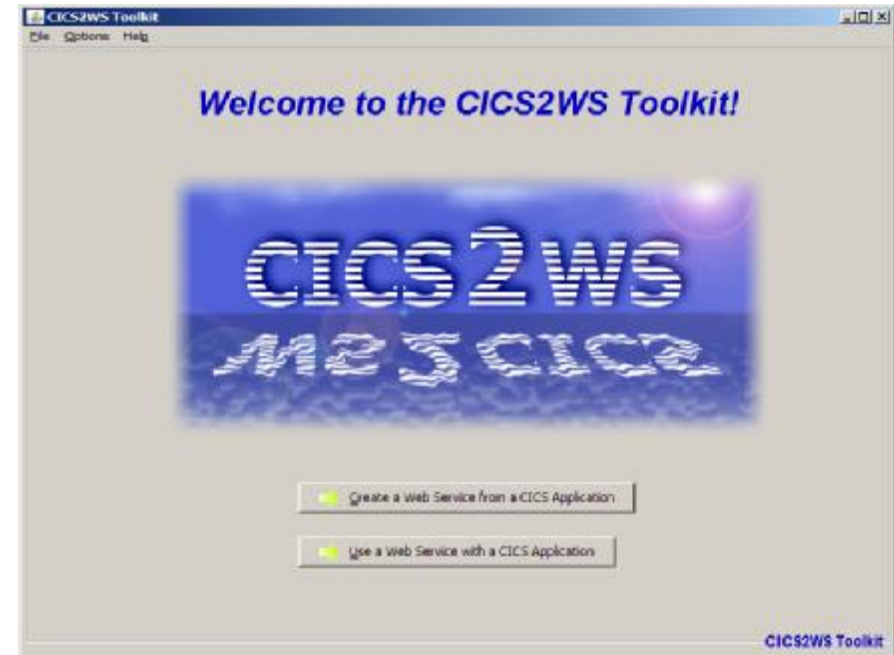 CICS2WS Toolkit
File Options Help
Welcome to the CICS2WS Toolkit!
CICS2WS
Create a Web Service from a CICS Application
Use a Web Service with a CICS Application
CICS2WS Toolkit